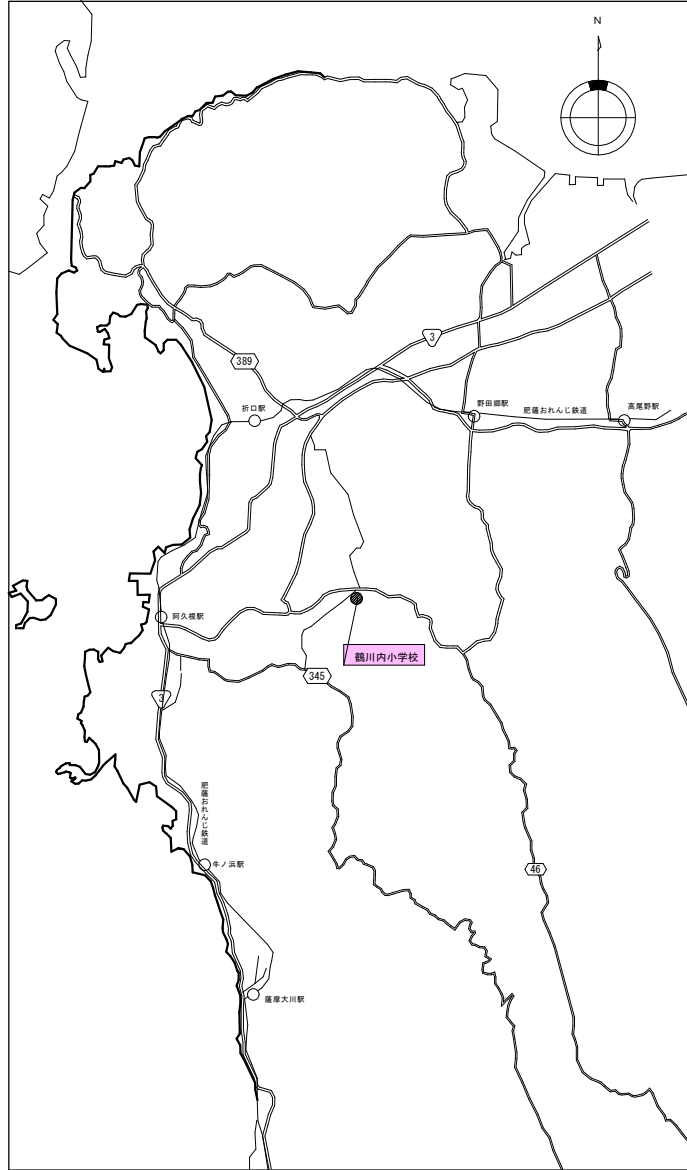 N
3
389
折口駅
野田郷駅
肥薩おれんじ鉄道
高尾野駅
阿久根駅
鶴川内小学校
345
3
肥薩おれんじ鉄道
牛ノ浜駅
46
薩摩大川駅